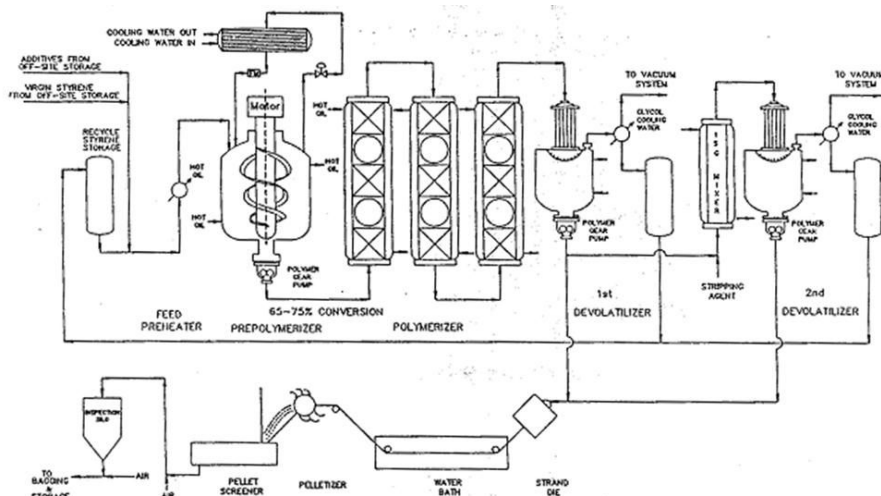 COOLING WATER OUT
COOLING WATER IN
ADDITIVES FROM
OFF-SITE STORAGE
VIRGIN STYRENE
FROM OFF-SITE STORAGE
RECYCLE
STYRENE
STORAGE
HOT
OIL
HOT
OIL
Motor
HOT
OIL
HOT
OIL
POLYMER
GEAR
PUMP
FEED
PREHEATER
PREPOLYMERIZER
65-75% CONVERSION
POLYMERIZER
TO VACUUM
SYSTEM
GLYCOL
COOLING
WATER
POLYMER
GEAR
PUMP
1st
DEVOLATILIZER
ISG MIXER
STRIPPING
AGENT
TO VACUUM
SYSTEM
GLYCOL
COOLING
WATER
POLYMER
GEAR
PUMP
2nd
DEVOLATILIZER
INSPECTION
SILO
TO
BAGGING
&
STORAGE
AIR
AIR
PELLET
SCREENER
PELLETIZER
WATER
BATH
STRAND
DIE